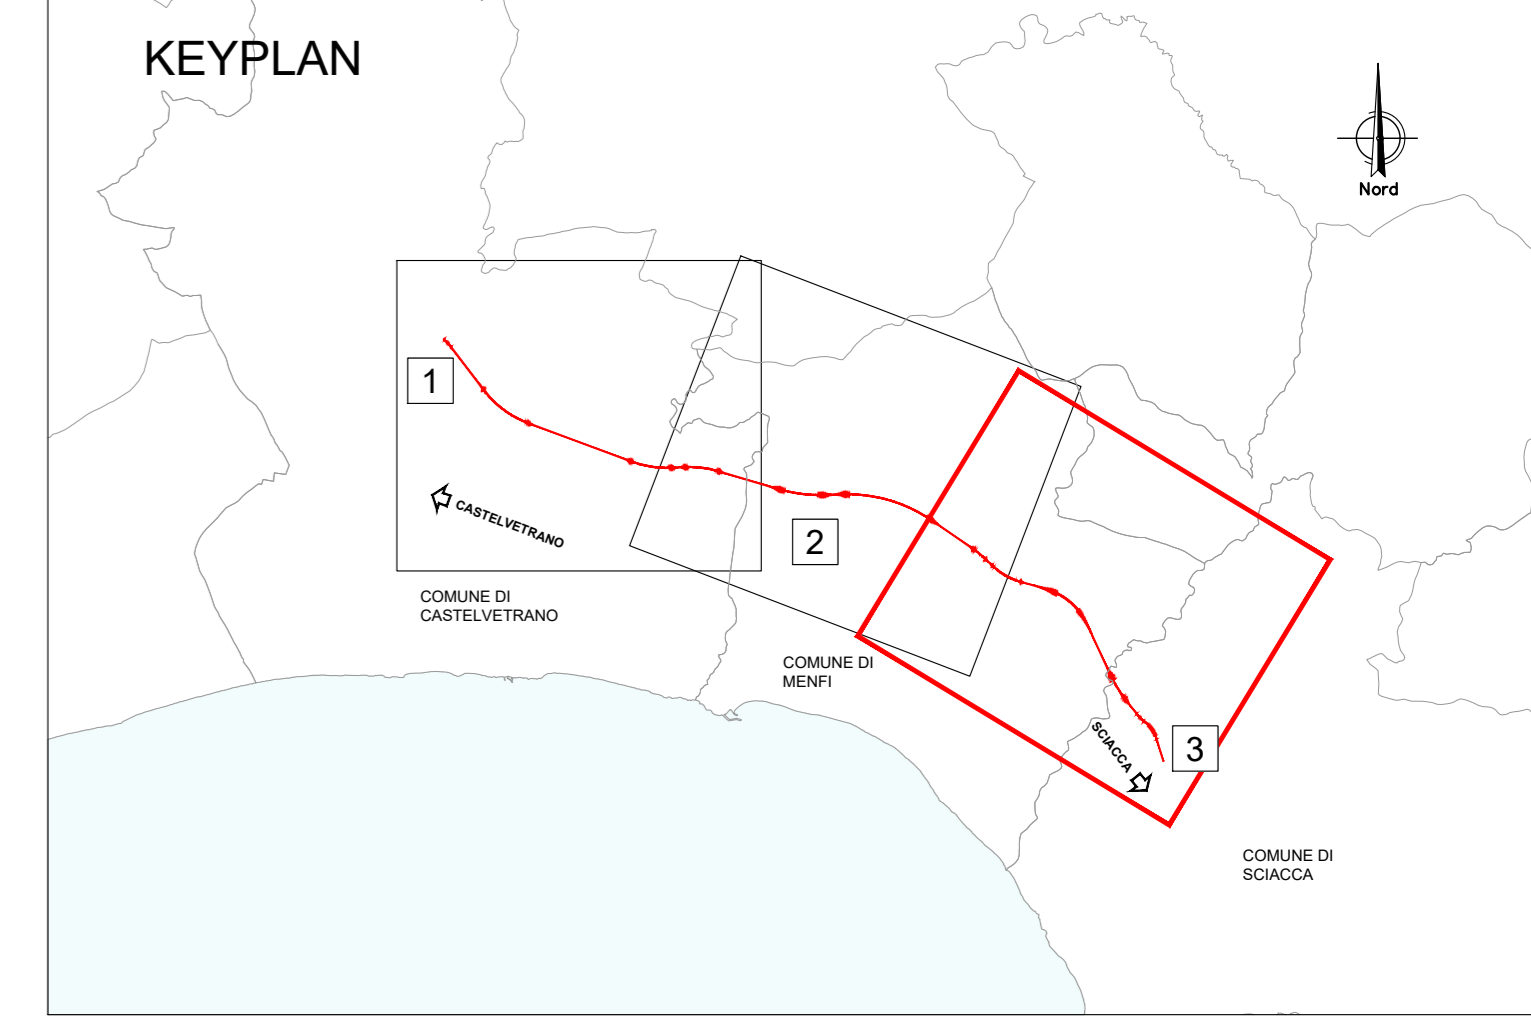 KEYPLAN
Nord
1
CASTELVETRANO
2
COMUNE DI
CASTELVETRANO
COMUNE DI
MENFI
SCIACCA
3
COMUNE DI
SCIACCA